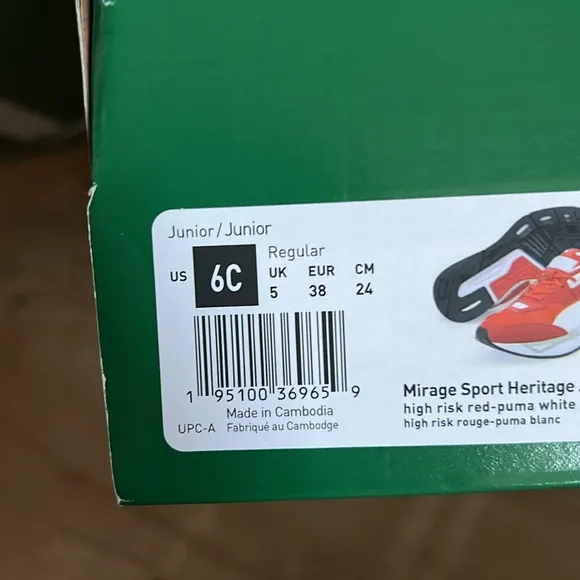 Junior/Junior
Regular
US 6C UK EUR CM
5 38 24
1 95100 36965 9
Made in Cambodia
UPC-A Fabriqué au Cambodge
Mirage Sport Heritage
high risk red-puma white
high risk rouge-puma blanc